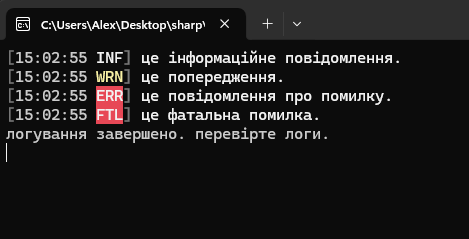 C:\Users\Alex\Desktop\sharp\
[15:02:55 INF] це інформаційне повідомлення.
[15:02:55 WRN] це попередження.
[15:02:55 ERR] це повідомлення про помилку.
[15:02:55 FTL] це фатальна помилка.
логування завершено. перевірте логи.